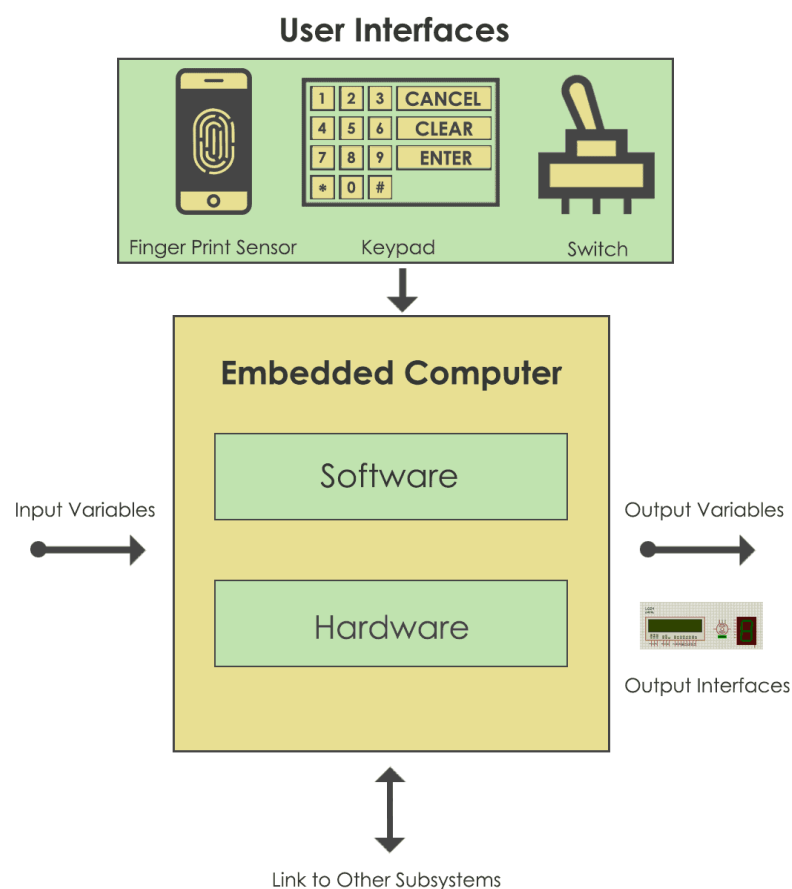 User Interfaces
1 2 3 CANCEL
4 5 6 CLEAR
7 8 9 ENTER
* 0 #
Finger Print Sensor Keypad Switch
Embedded Computer
Software
Input Variables
Output Variables
Hardware
Output Interfaces
Link to Other Subsystems